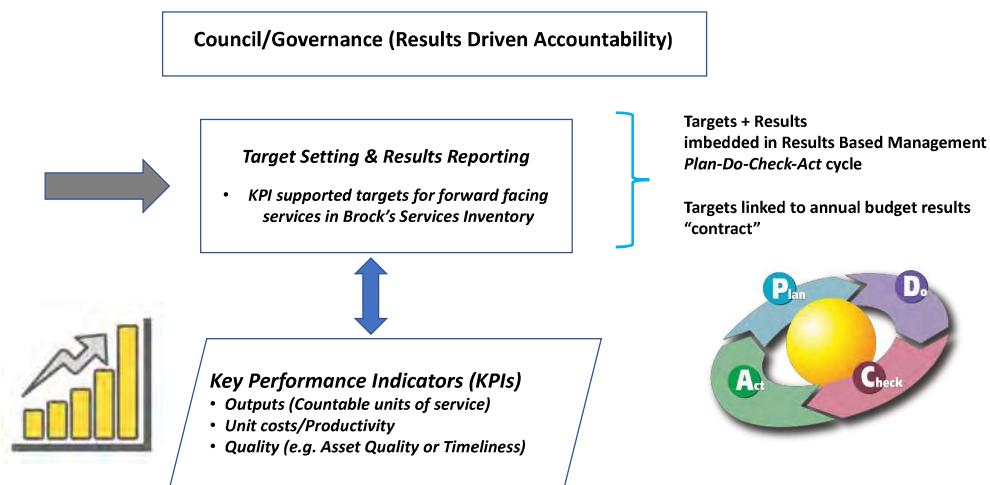 Council/Governance (Results Driven Accountability)
Target Setting & Results Reporting
• KPI supported targets for forward facing
services in Brock's Services Inventory
Targets + Results
imbedded in Results Based Management
Plan-Do-Check-Act cycle
Targets linked to annual budget results
“contract”
Key Performance Indicators (KPIs)
• Outputs (Countable units of service)
• Unit costs/Productivity
• Quality (e.g. Asset Quality or Timeliness)
Plan
Do
Act
Check